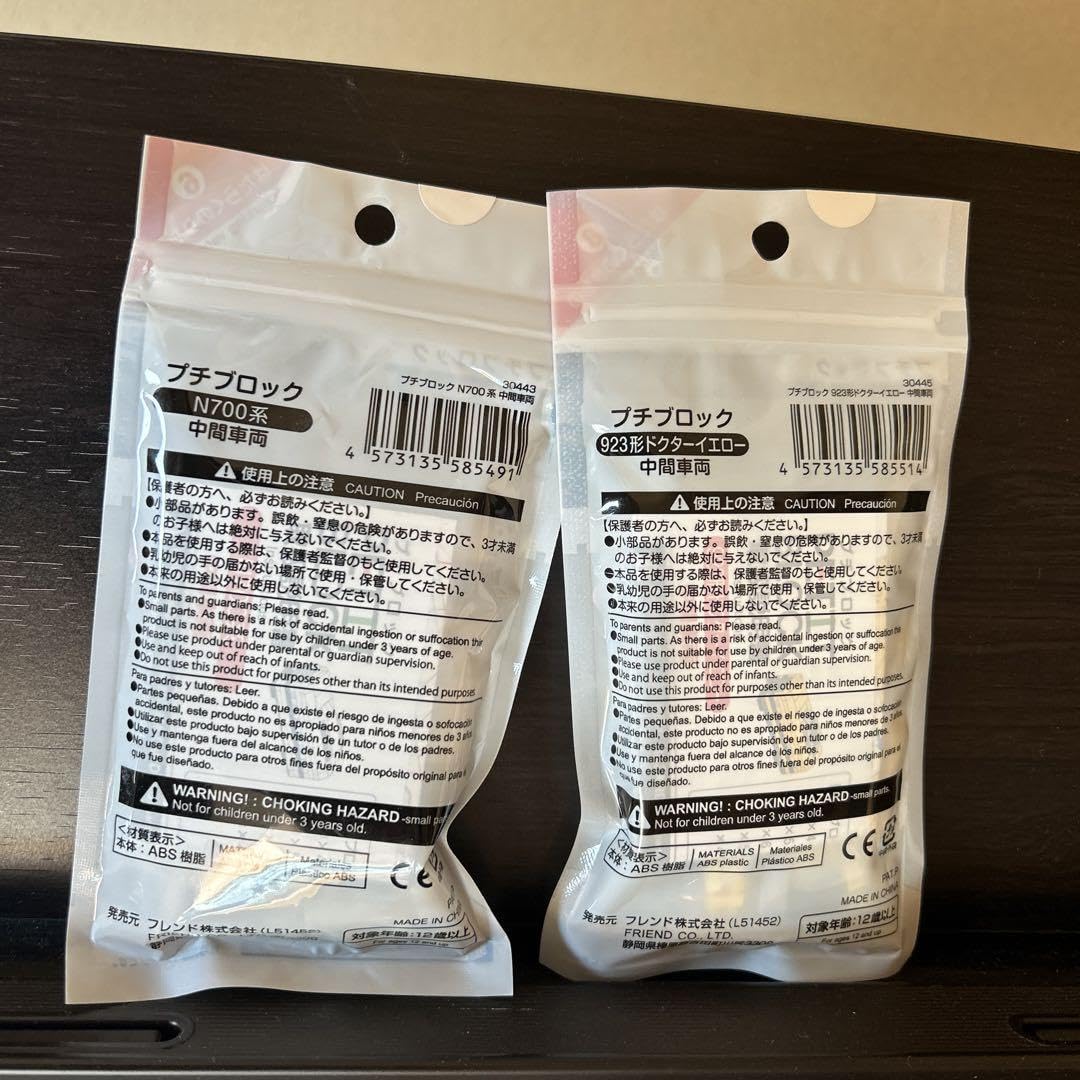 プチブロック
N700系
中間車両
30443
プチブロック N700系 中間車両
4 573135 585491
使用上の注意 CAUTION Precaución
【保護者の方へ、必ずお読みください。】
●小部品があります。誤飲・窒息の危険がありますので、3才未満
のお子様へは絶対に与えないでください。
●本品を使用する際は、保護者監督のもと使用してください。
●乳幼児の手の届かない場所で使用・保管してください。
●本来の用途以外に使用しないでください。
To parents and guardians: Please read.
●Small parts. As there is a risk of accidental ingestion or suffocation this
product is not suitable for use by children under 3 years of age.
●Please use product under parental or guardian supervision.
●Use and keep out of reach of infants.
●Do not use this product for purposes other than its intended purposes.
Para padres y tutores: Leer.
●Partes pequeñas. Debido a que existe el riesgo de ingesta o sofocación
accidental, este producto no es apropiado para niños menores de 3 años.
●Utilizar este producto bajo supervisión de un tutor o de los padres.
●Use y mantenga fuera del alcance de los niños.
●No use este producto para otros fines fuera del propósito original para el
que fue diseñado.
WARNING! : CHOKING HAZARD -small
Not for children under 3 years old.
<材質表示>
本体：ABS 樹脂
Materiales
Plástico ABS
CE
MADE IN
発売元 フレンド株式会社 (L51452)
FRIEND CO., LTD.
対象年齢：12歳以上
For ages 12 and up
プチブロック
923形ドクターイエロー
中間車両
30445
プチブロック 923形ドクターイエロー 中間車両
4 573135 585514
使用上の注意 CAUTION Precaución
【保護者の方へ、必ずお読みください。】
●小部品があります。誤飲・窒息の危険がありますので、3才未満
のお子様へは絶対に与えないでください。
●本品を使用する際は、保護者監督のもと使用してください。
●乳幼児の手の届かない場所で使用・保管してください。
●本来の用途以外に使用しないでください。
To parents and guardians: Please read.
●Small parts. As there is a risk of accidental ingestion or suffocation this
product is not suitable for use by children under 3 years of age.
●Please use product under parental or guardian supervision.
●Use and keep out of reach of infants.
●Do not use this product for purposes other than its intended purposes.
Para padres y tutores: Leer.
●Partes pequeñas. Debido a que existe el riesgo de ingesta o sofocación
accidental, este producto no es apropiado para niños menores de 3 años.
●Utilizar este producto bajo supervisión de un tutor o de los padres.
●Use y mantenga fuera del alcance de los niños.
●No use este producto para otros fines fuera del propósito original para el
que fue diseñado.
WARNING! : CHOKING HAZARD -small parts.
Not for children under 3 years old.
<材質表示>
本体：ABS 樹脂
MATERIALS
ABS plastic
Materiales
Plástico ABS
CE
PAT.P
MADE IN CHINA
発売元 フレンド株式会社 (L51452)
FRIEND CO., LTD.
対象年齢：12歳以上
For ages 12 and up